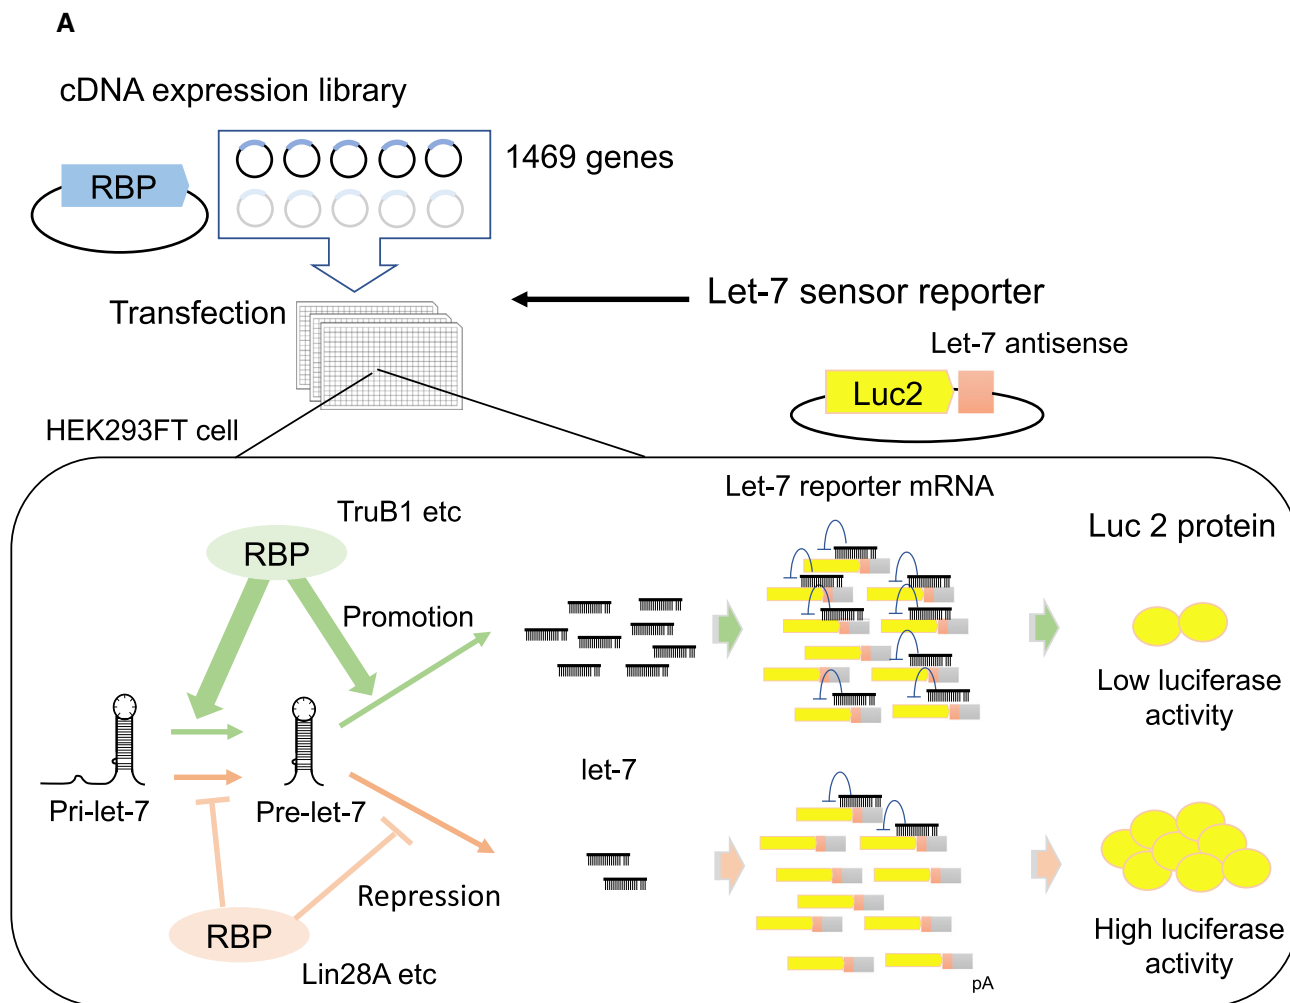 A
cDNA expression library
1469 genes
RBP
Transfection
Let-7 sensor reporter
Let-7 antisense
Luc2
HEK293FT cell
Let-7 reporter mRNA
TruB1 etc
Luc 2 protein
RBP
Promotion
Low luciferase
activity
let-7
Pri-let-7
Pre-let-7
Repression
RBP
High luciferase
activity
Lin28A etc
pA